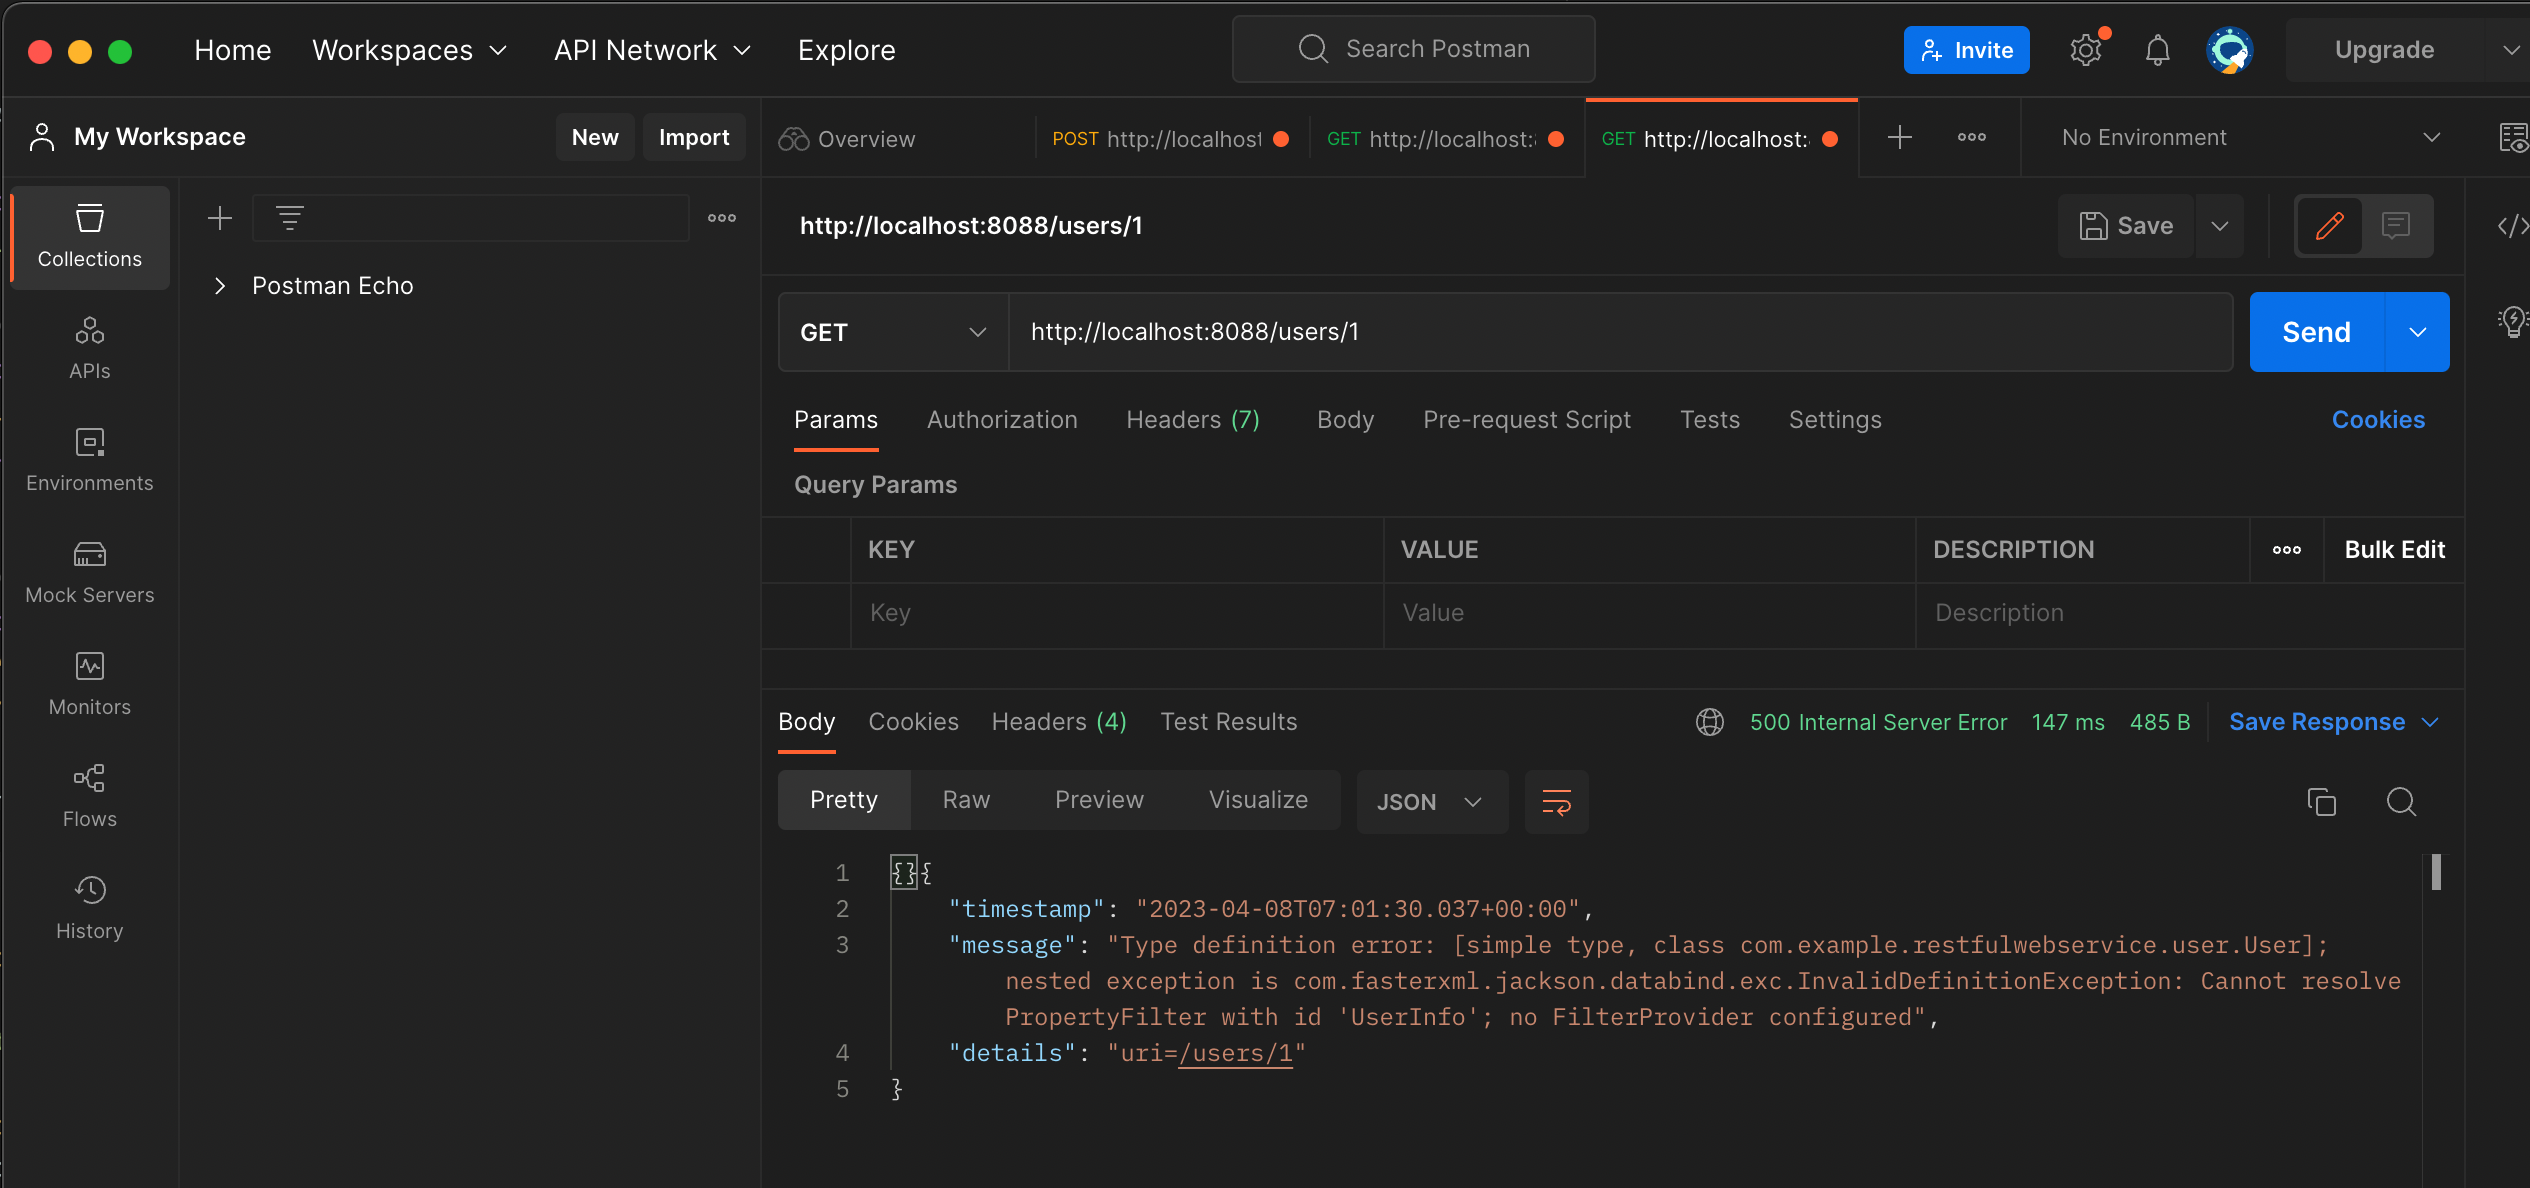 Home Workspaces API Network Explore Search Postman Invite Upgrade
My Workspace New Import Overview POST http://localhost GET http://localhost: GET http://localhost: No Environment
Collections
APIs
Environments
Mock Servers
Monitors
Flows
History
Postman Echo
http://localhost:8088/users/1 Save
GET http://localhost:8088/users/1 Send
Params Authorization Headers (7) Body Pre-request Script Tests Settings Cookies
Query Params
KEY VALUE DESCRIPTION Bulk Edit
Key Value Description
Body Cookies Headers (4) Test Results 500 Internal Server Error 147 ms 485 B Save Response
Pretty Raw Preview Visualize JSON
1 {}{
2 "timestamp": "2023-04-08T07:01:30.037+00:00",
3 "message": "Type definition error: [simple type, class com.example.restfulwebservice.user.User];
nested exception is com.fasterxml.jackson.databind.exc.InvalidDefinitionException: Cannot resolve
PropertyFilter with id 'UserInfo'; no FilterProvider configured",
4 "details": "uri=/users/1"
5 }